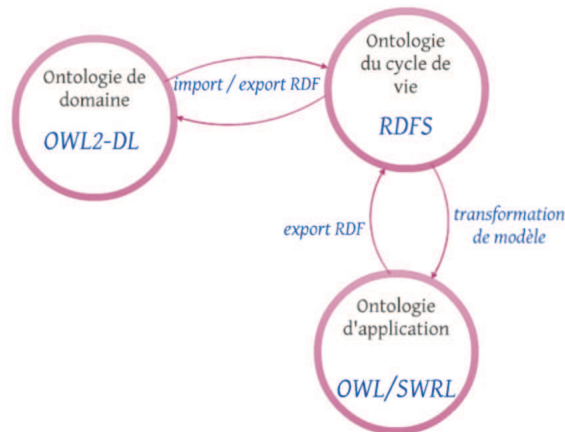 Ontologie de
domaine
OWL2-DL
import / export RDF
Ontologie
du cycle de
vie
RDFS
export RDF
transformation
de modèle
Ontologie
d'application
OWL/SWRL